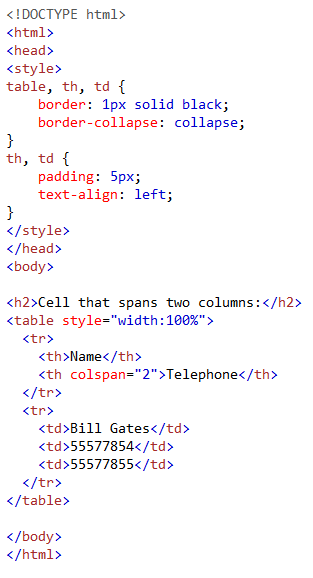 <!DOCTYPE html>
<html>
<head>
<style>
table, th, td {
    border: 1px solid black;
    border-collapse: collapse;
}
th, td {
    padding: 5px;
    text-align: left;
}
</style>
</head>
<body>

<h2>Cell that spans two columns:</h2>
<table style="width:100%">
  <tr>
    <th>Name</th>
    <th colspan="2">Telephone</th>
  </tr>
  <tr>
    <td>Bill Gates</td>
    <td>55577854</td>
    <td>55577855</td>
  </tr>
</table>

</body>
</html>